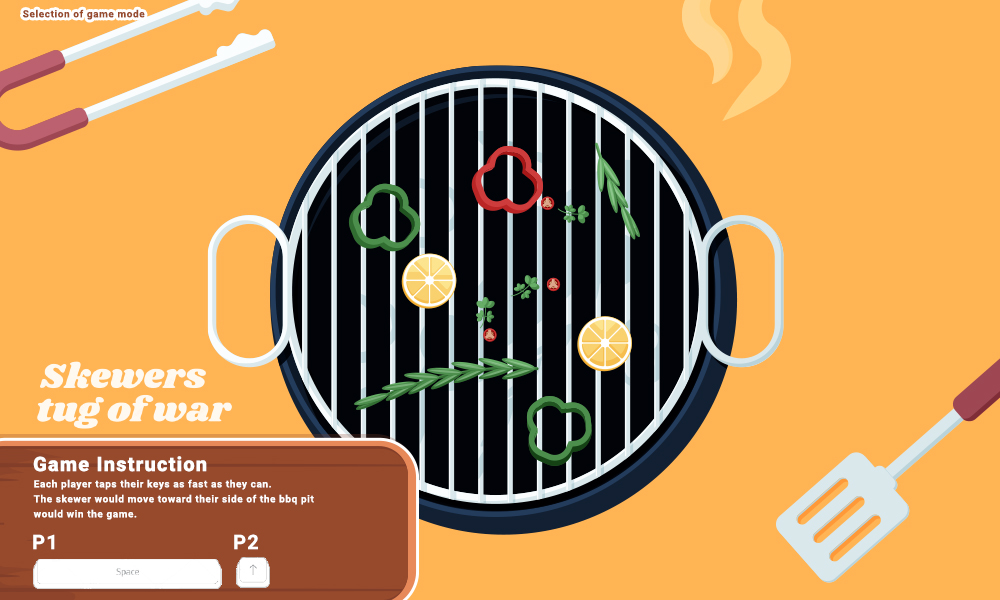 Selection of game mode
Skewers
tug of war
Game Instruction
Each player taps their keys as fast as they can.
The skewer would move toward their side of the bbq pit
would win the game.
P1 P2
Space ↑